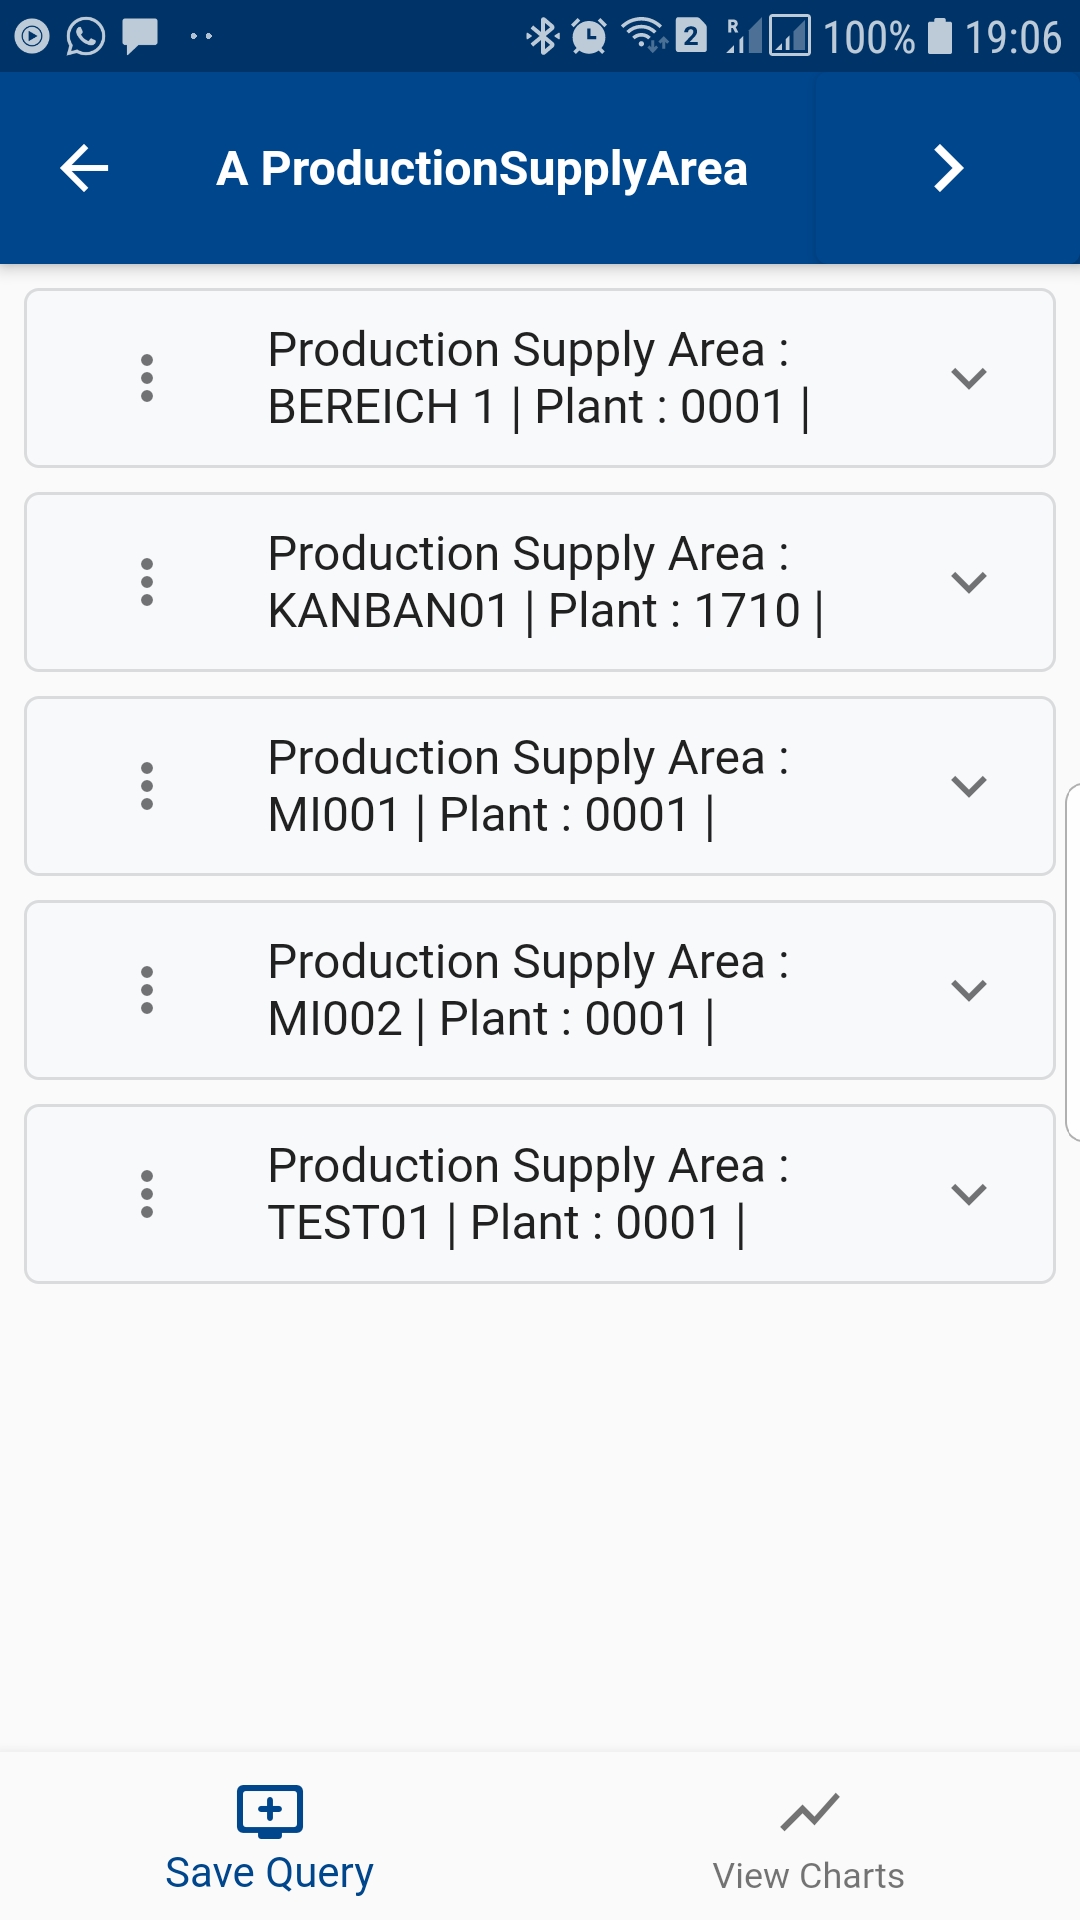 R 2 100% 19:06
A ProductionSupplyArea
Production Supply Area :
BEREICH 1 | Plant : 0001 |
Production Supply Area :
KANBAN01 | Plant : 1710 |
Production Supply Area :
MI001 | Plant : 0001 |
Production Supply Area :
MI002 | Plant : 0001 |
Production Supply Area :
TEST01 | Plant : 0001 |
Save Query
View Charts